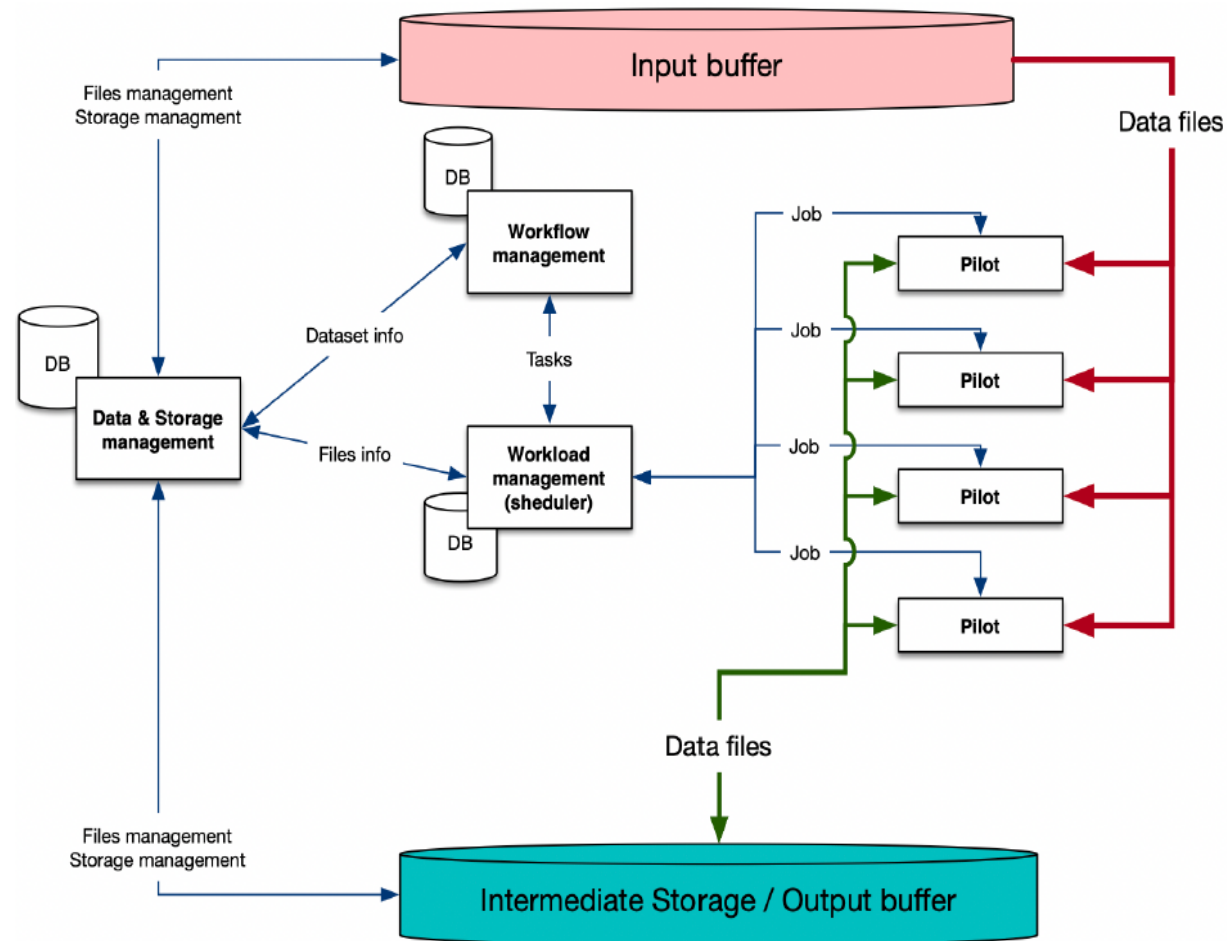 Input buffer
Files management
Storage managment
Data files
DB
Workflow
management
Job
Pilot
Dataset info
Tasks
Job
Pilot
DB
Data & Storage
management
Files info
Workload
management
(sheduler)
DB
Job
Pilot
Job
Pilot
Data files
Files management
Storage management
Intermediate Storage / Output buffer